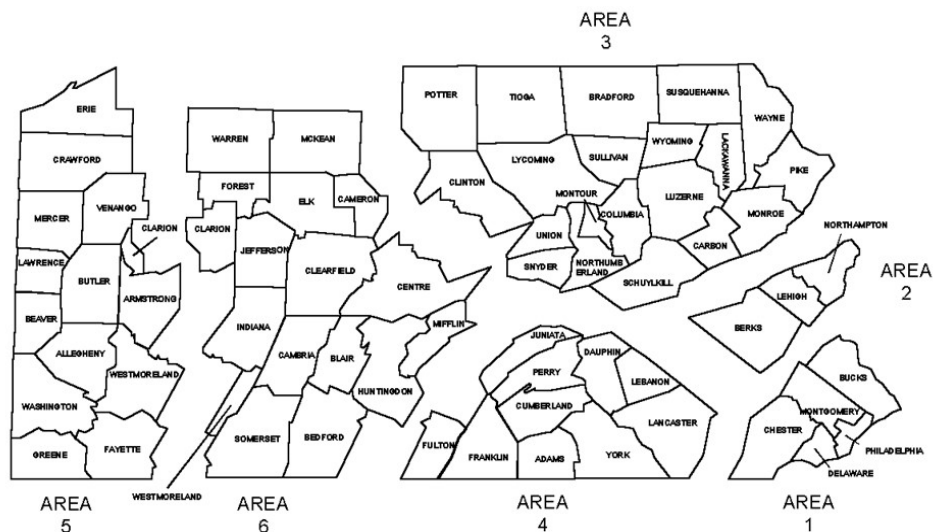 AREA
3
ERIE
CRAWFORD
MERCER
VENANGO
CLARION
LAWRENCE
BUTLER
ARMSTRONG
BEAVER
ALLEGHENY
WESTMORELAND
WASHINGTON
GREENE
FAYETTE
AREA
5
WARREN
MCKEAN
FOREST
ELK
CAMERON
CLARION
JEFFERSON
CLEARFIELD
CENTRE
INDIANA
MIFFLIN
CAMBRIA
BLAIR
HUNTINGDON
SOMERSET
BEDFORD
WESTMORELAND
AREA
6
POTTER
TIOGA
BRADFORD
SUSQUEHANNA
WAYNE
WYOMING
LACKAWANNA
LYCOMING
SULLIVAN
PIKE
CLINTON
MONTOUR
LUZERNE
COLUMBIA
MONROE
UNION
CARBON
SNYDER
NORTHUMB
ERLAND
SCHUYLKILL
NORTHAMPTON
AREA
2
LEHIGH
BERKS
JUNIATA
DAUPHIN
PERRY
LEBANON
CUMBERLAND
LANCASTER
FULTON
FRANKLIN
ADAMS
YORK
AREA
4
BUCKS
MONTGOMERY
CHESTER
PHILADELPHIA
DELAWARE
AREA
1